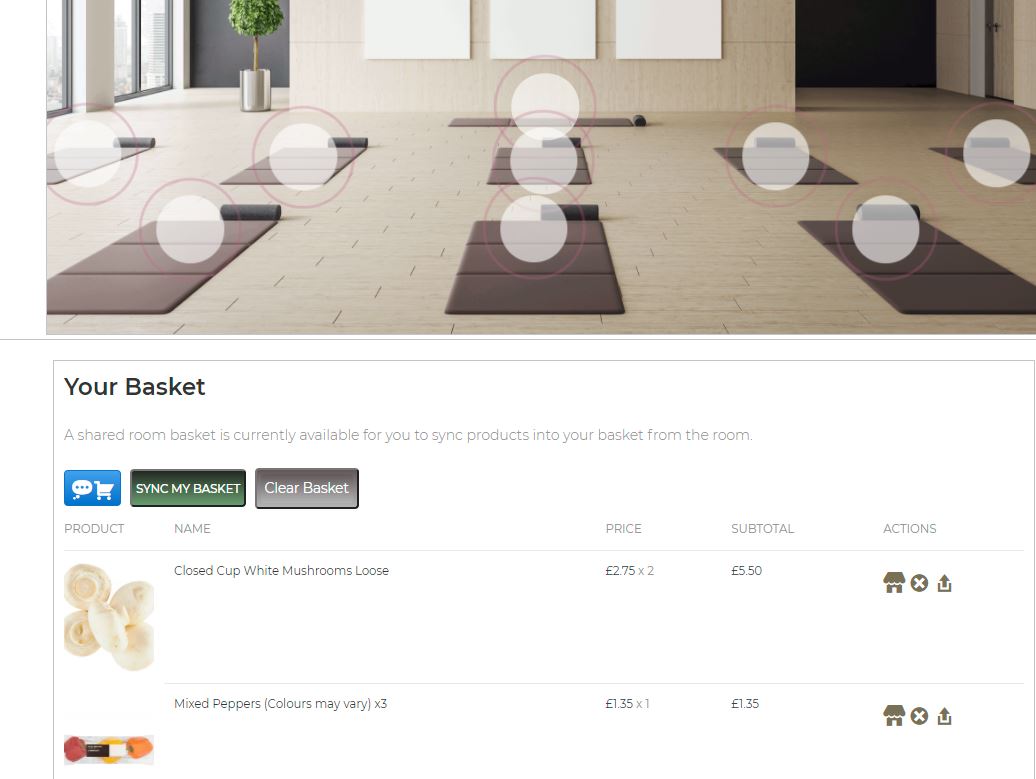 Your Basket
A shared room basket is currently available for you to sync products into your basket from the room.
SYNC MY BASKET Clear Basket
PRODUCT NAME PRICE SUBTOTAL ACTIONS
Closed Cup White Mushrooms Loose £2.75 x 2 £5.50
Mixed Peppers (Colours may vary) x3 £1.35 x 1 £1.35